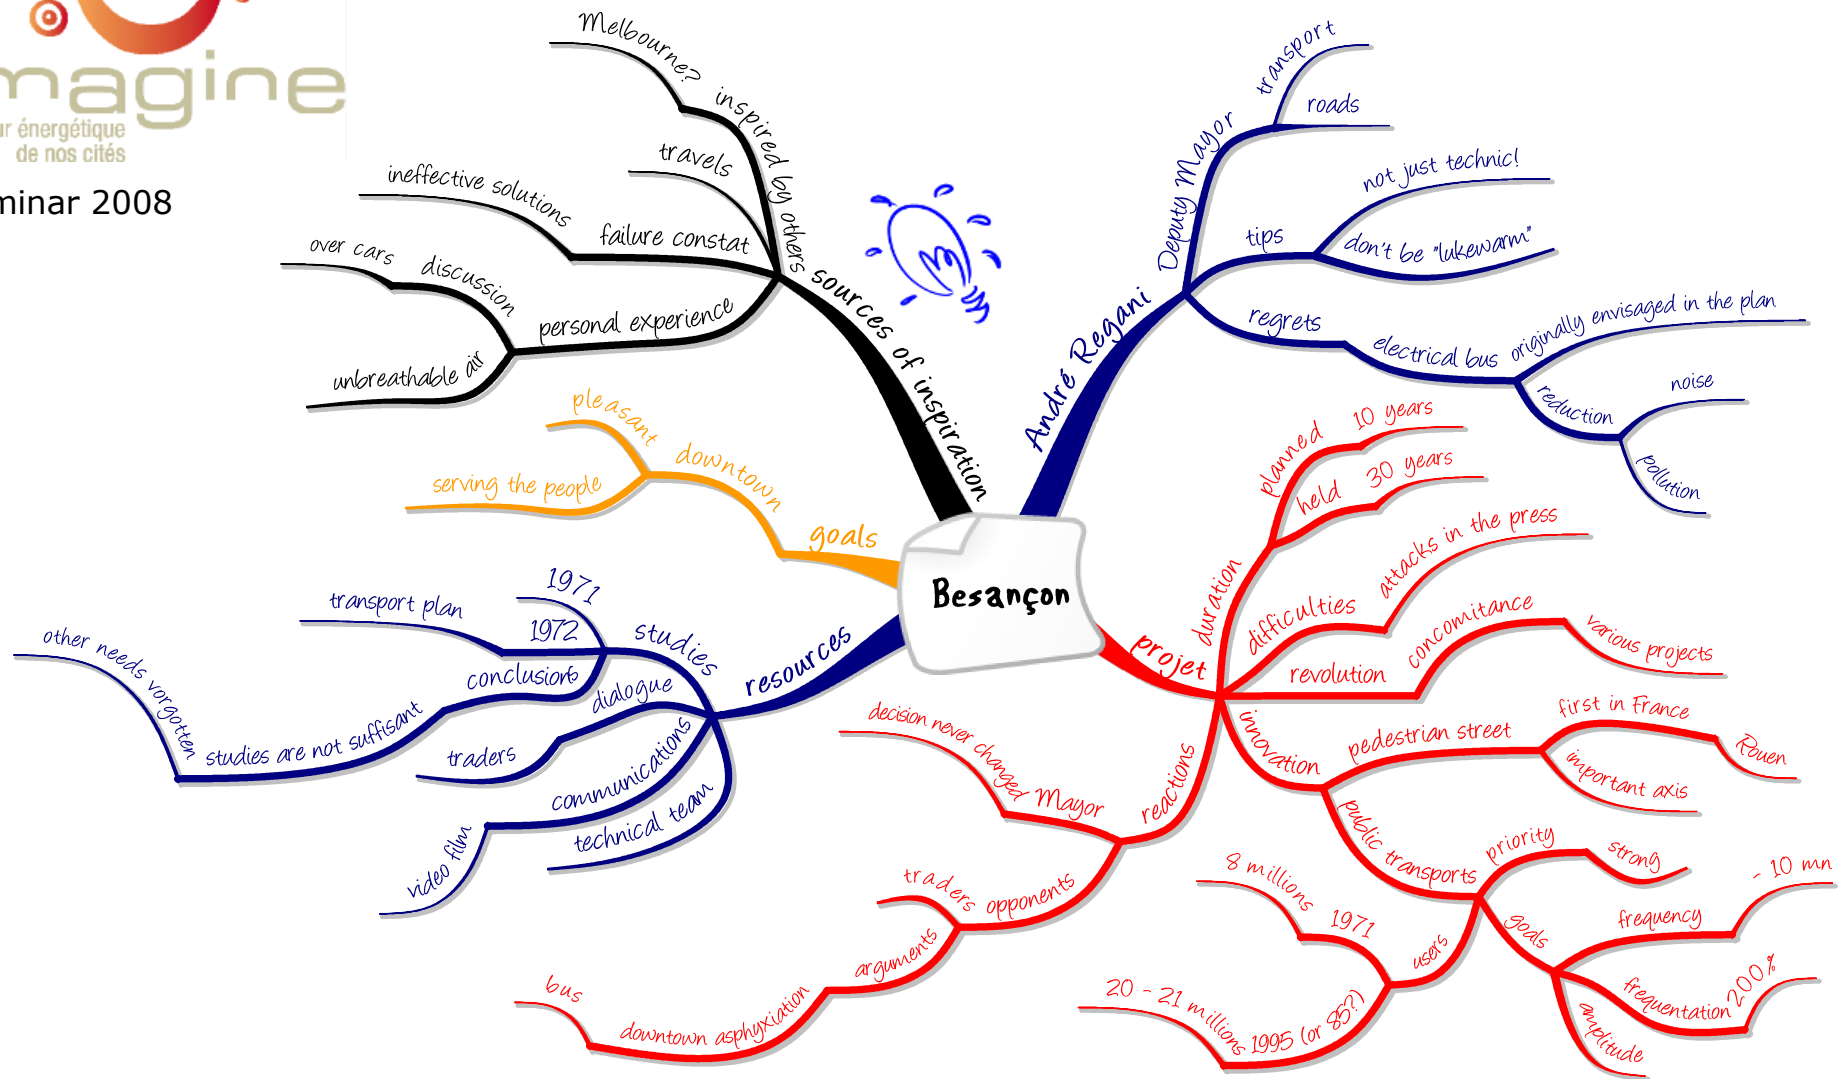 magine
ur énergétique
de nos cités
minar 2008
Besançon
sources of inspiration
inspired by others
Melbourne?
travels
failure constat
ineffective solutions
personal experience
discussion
over cars
unbreathable air
goals
downtown
pleasant
serving the people
resources
studies
1971
1972
transport plan
conclusions
studies are not suffisant
other needs vorgotten
dialogue
traders
communications
video film
technical team
André Regani
Deputy Mayor
transport
roads
tips
not just technic!
don't be "lukewarm"
regrets
electrical bus
originally envisaged in the plan
reduction
noise
pollution
projet
duration
planned
10 years
held
30 years
difficulties
attacks in the press
revolution
concomitance
various projects
innovation
pedestrian street
first in France
Rouen
important axis
public transports
priority
strong
goals
frequency
- 10 mn
frequentation
200%
amplitude
users
1971
8 millions
1995 (or 85?)
20 - 21 millions
reactions
Mayor
decision never changed
opponents
traders
arguments
downtown asphyxiation
bus